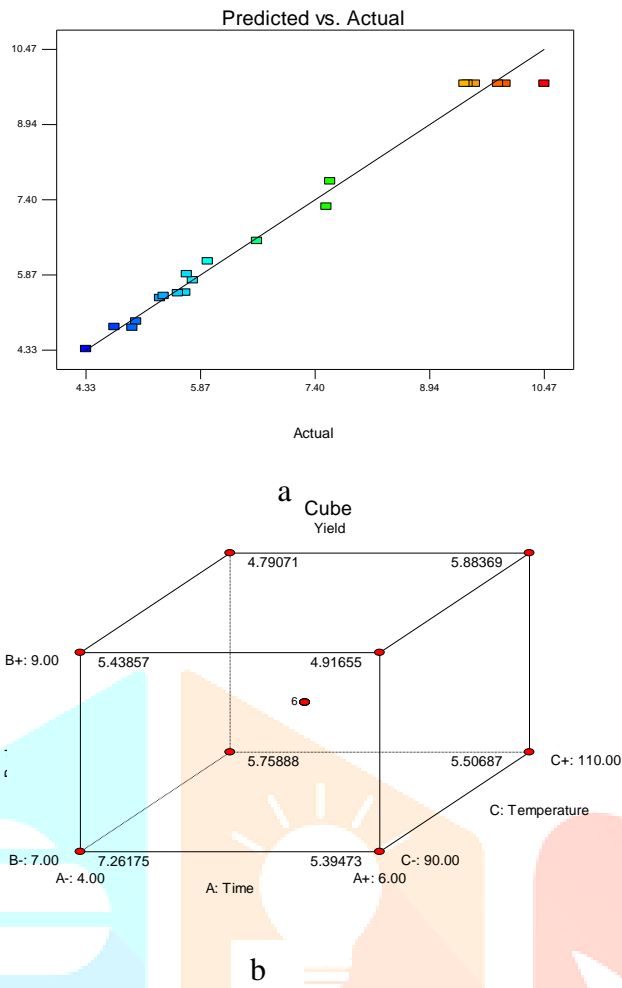 Predicted vs. Actual
10.47
8.94
7.40
5.87
4.33
4.33 5.87 7.40 8.94 10.47
Actual
a
Cube
Yield
4.79071 5.88369
B+: 9.00 5.43857 4.91655
6
5.75888 5.50687 C+: 110.00
C: Temperature
B-: 7.00 7.26175 5.39473 C-: 90.00
A-: 4.00 A: Time A+: 6.00
b